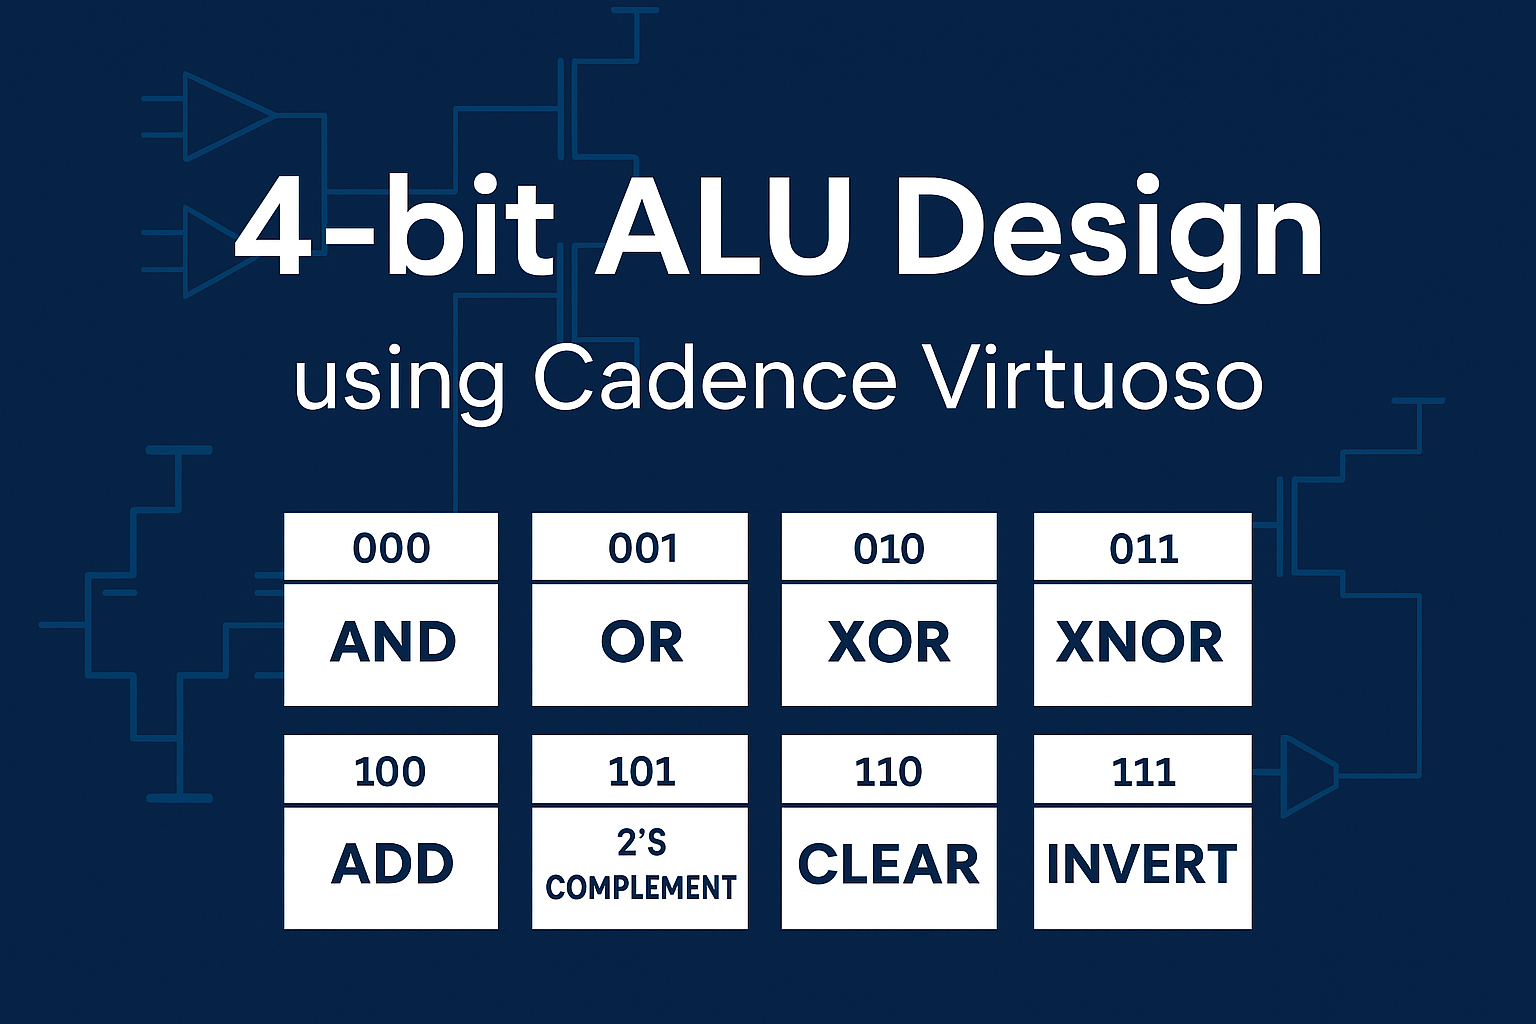 4-bit ALU Design
using Cadence Virtuoso
000 001 010 011
AND OR XOR XNOR
100 101 110 111
ADD 2'S COMPLEMENT CLEAR INVERT